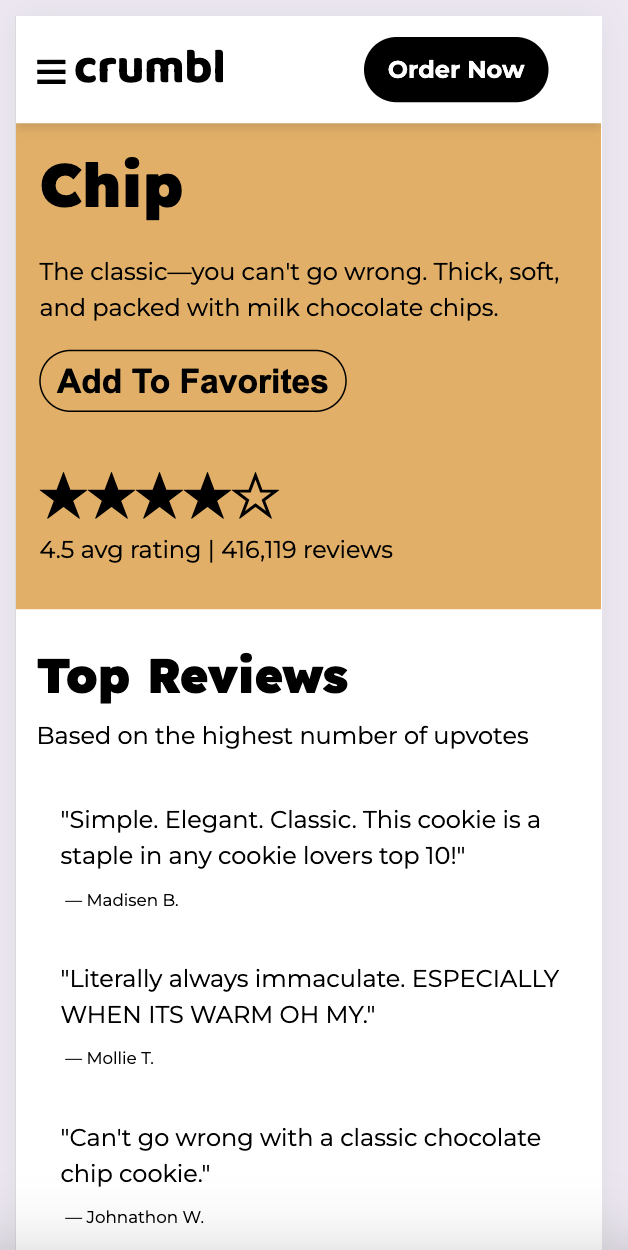 crumbl
Order Now
Chip
The classic—you can't go wrong. Thick, soft,
and packed with milk chocolate chips.
Add To Favorites
4.5 avg rating | 416,119 reviews
Top Reviews
Based on the highest number of upvotes
"Simple. Elegant. Classic. This cookie is a
staple in any cookie lovers top 10!"
— Madisen B.
"Literally always immaculate. ESPECIALLY
WHEN ITS WARM OH MY."
— Mollie T.
"Can't go wrong with a classic chocolate
chip cookie."
— Johnathon W.